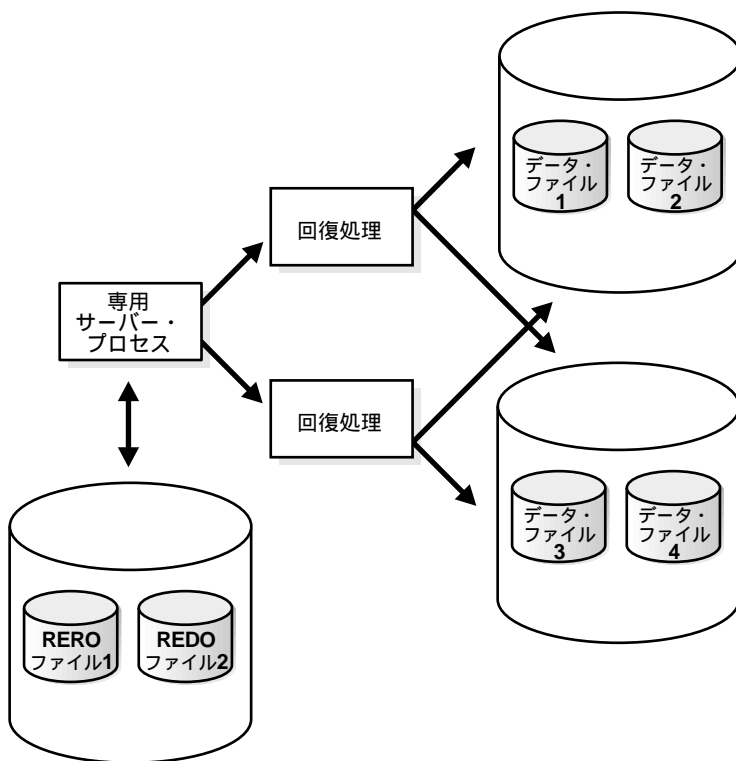 データ・
ファイル
1
データ・
ファイル
2
回復処理
専用
サーバー・
プロセス
回復処理
データ・
ファイル
3
データ・
ファイル
4
RERO
ファイル1
REDO
ファイル2